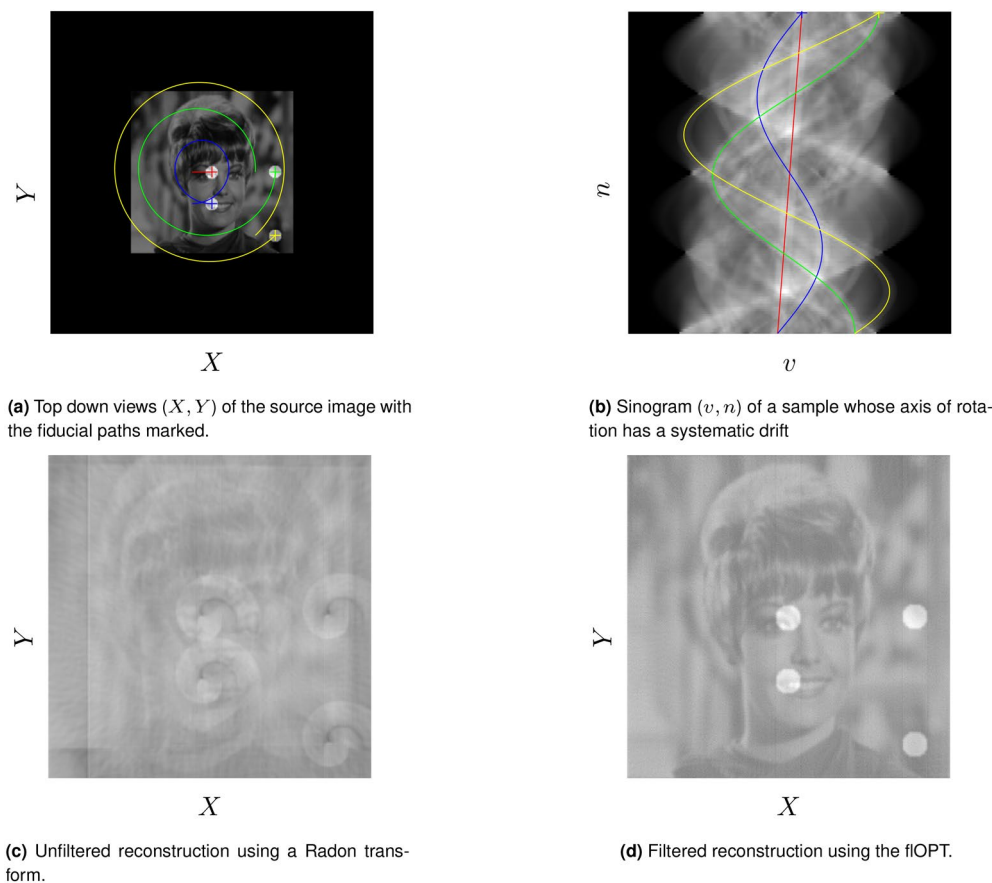 Y
X
(a) Top down views (X, Y) of the source image with
the fiducial paths marked.
n
v
(b) Sinogram (v, n) of a sample whose axis of rota-
tion has a systematic drift
Y
X
(c) Unfiltered reconstruction using a Radon trans-
form.
Y
X
(d) Filtered reconstruction using the flOPT.